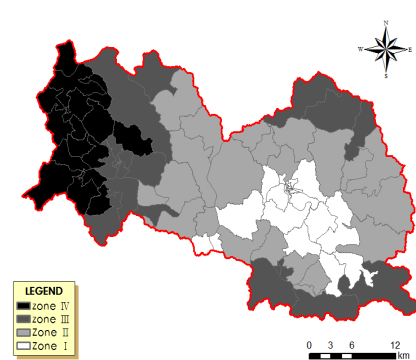 N
W E
S
LEGEND
zone Ⅳ
zone Ⅲ
Zone Ⅱ
Zone Ⅰ
0 3 6 12
km